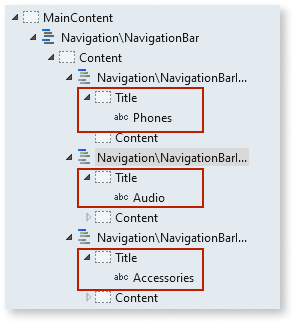 MainContent
Navigation\NavigationBar
Content
Navigation\NavigationBarI...
Title
abc Phones
Content
Navigation\NavigationBarI...
Title
abc Audio
Content
Navigation\NavigationBarI...
Title
abc Accessories
Content